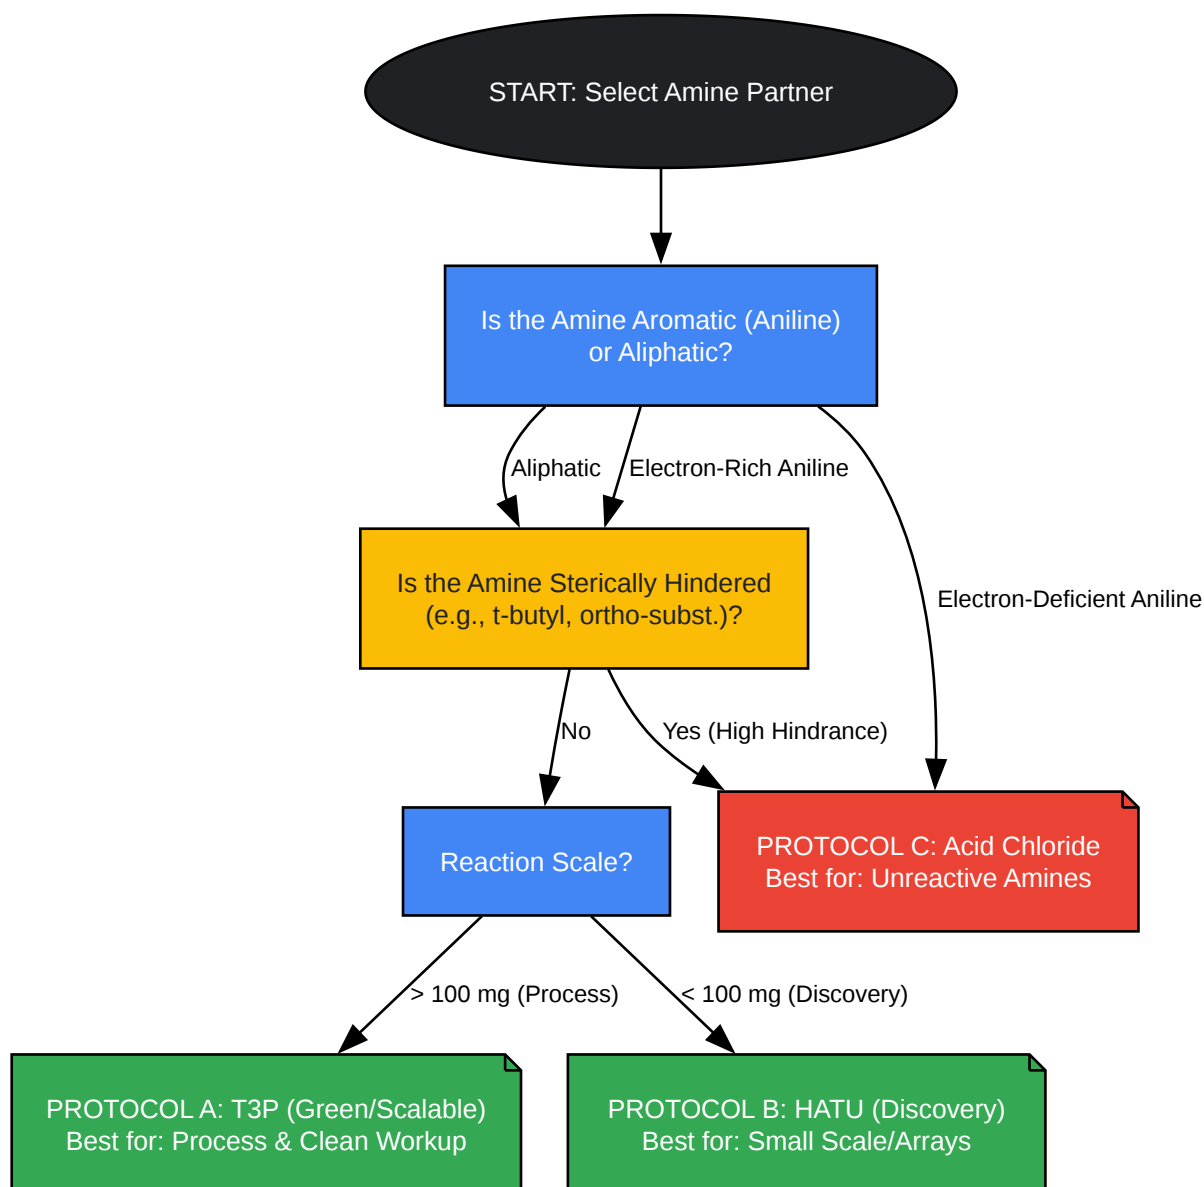 START: Select Amine Partner
Is the Amine Aromatic (Aniline)
or Aliphatic?
Aliphatic
Electron-Rich Aniline
Is the Amine Sterically Hindered
(e.g., t-butyl, ortho-subst.)?
Electron-Deficient Aniline
No
Yes (High Hindrance)
Reaction Scale?
PROTOCOL C: Acid Chloride
Best for: Unreactive Amines
> 100 mg (Process)
< 100 mg (Discovery)
PROTOCOL A: T3P (Green/Scalable)
Best for: Process & Clean Workup
PROTOCOL B: HATU (Discovery)
Best for: Small Scale/Arrays